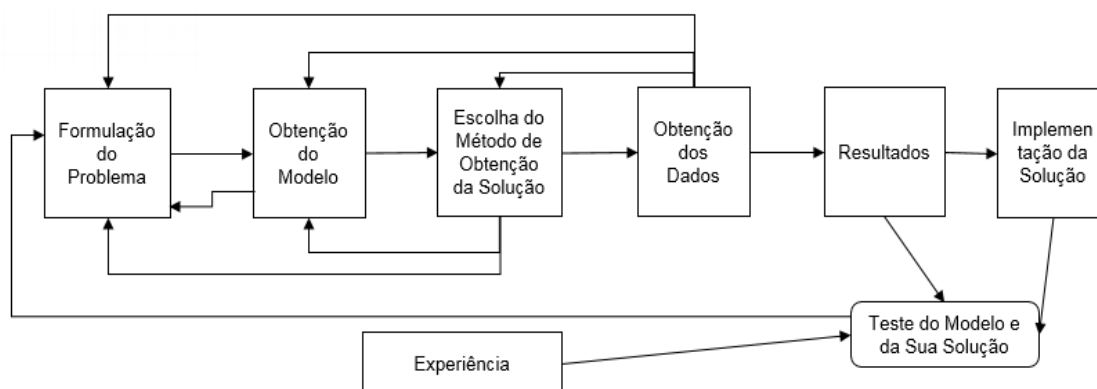 Formulação
do
Problema
Obtenção
do
Modelo
Escolha do
Método de
Obtenção
da Solução
Obtenção
dos
Dados
Resultados
Implemen
tação da
Solução
Teste do Modelo e
da Sua Solução
Experiência